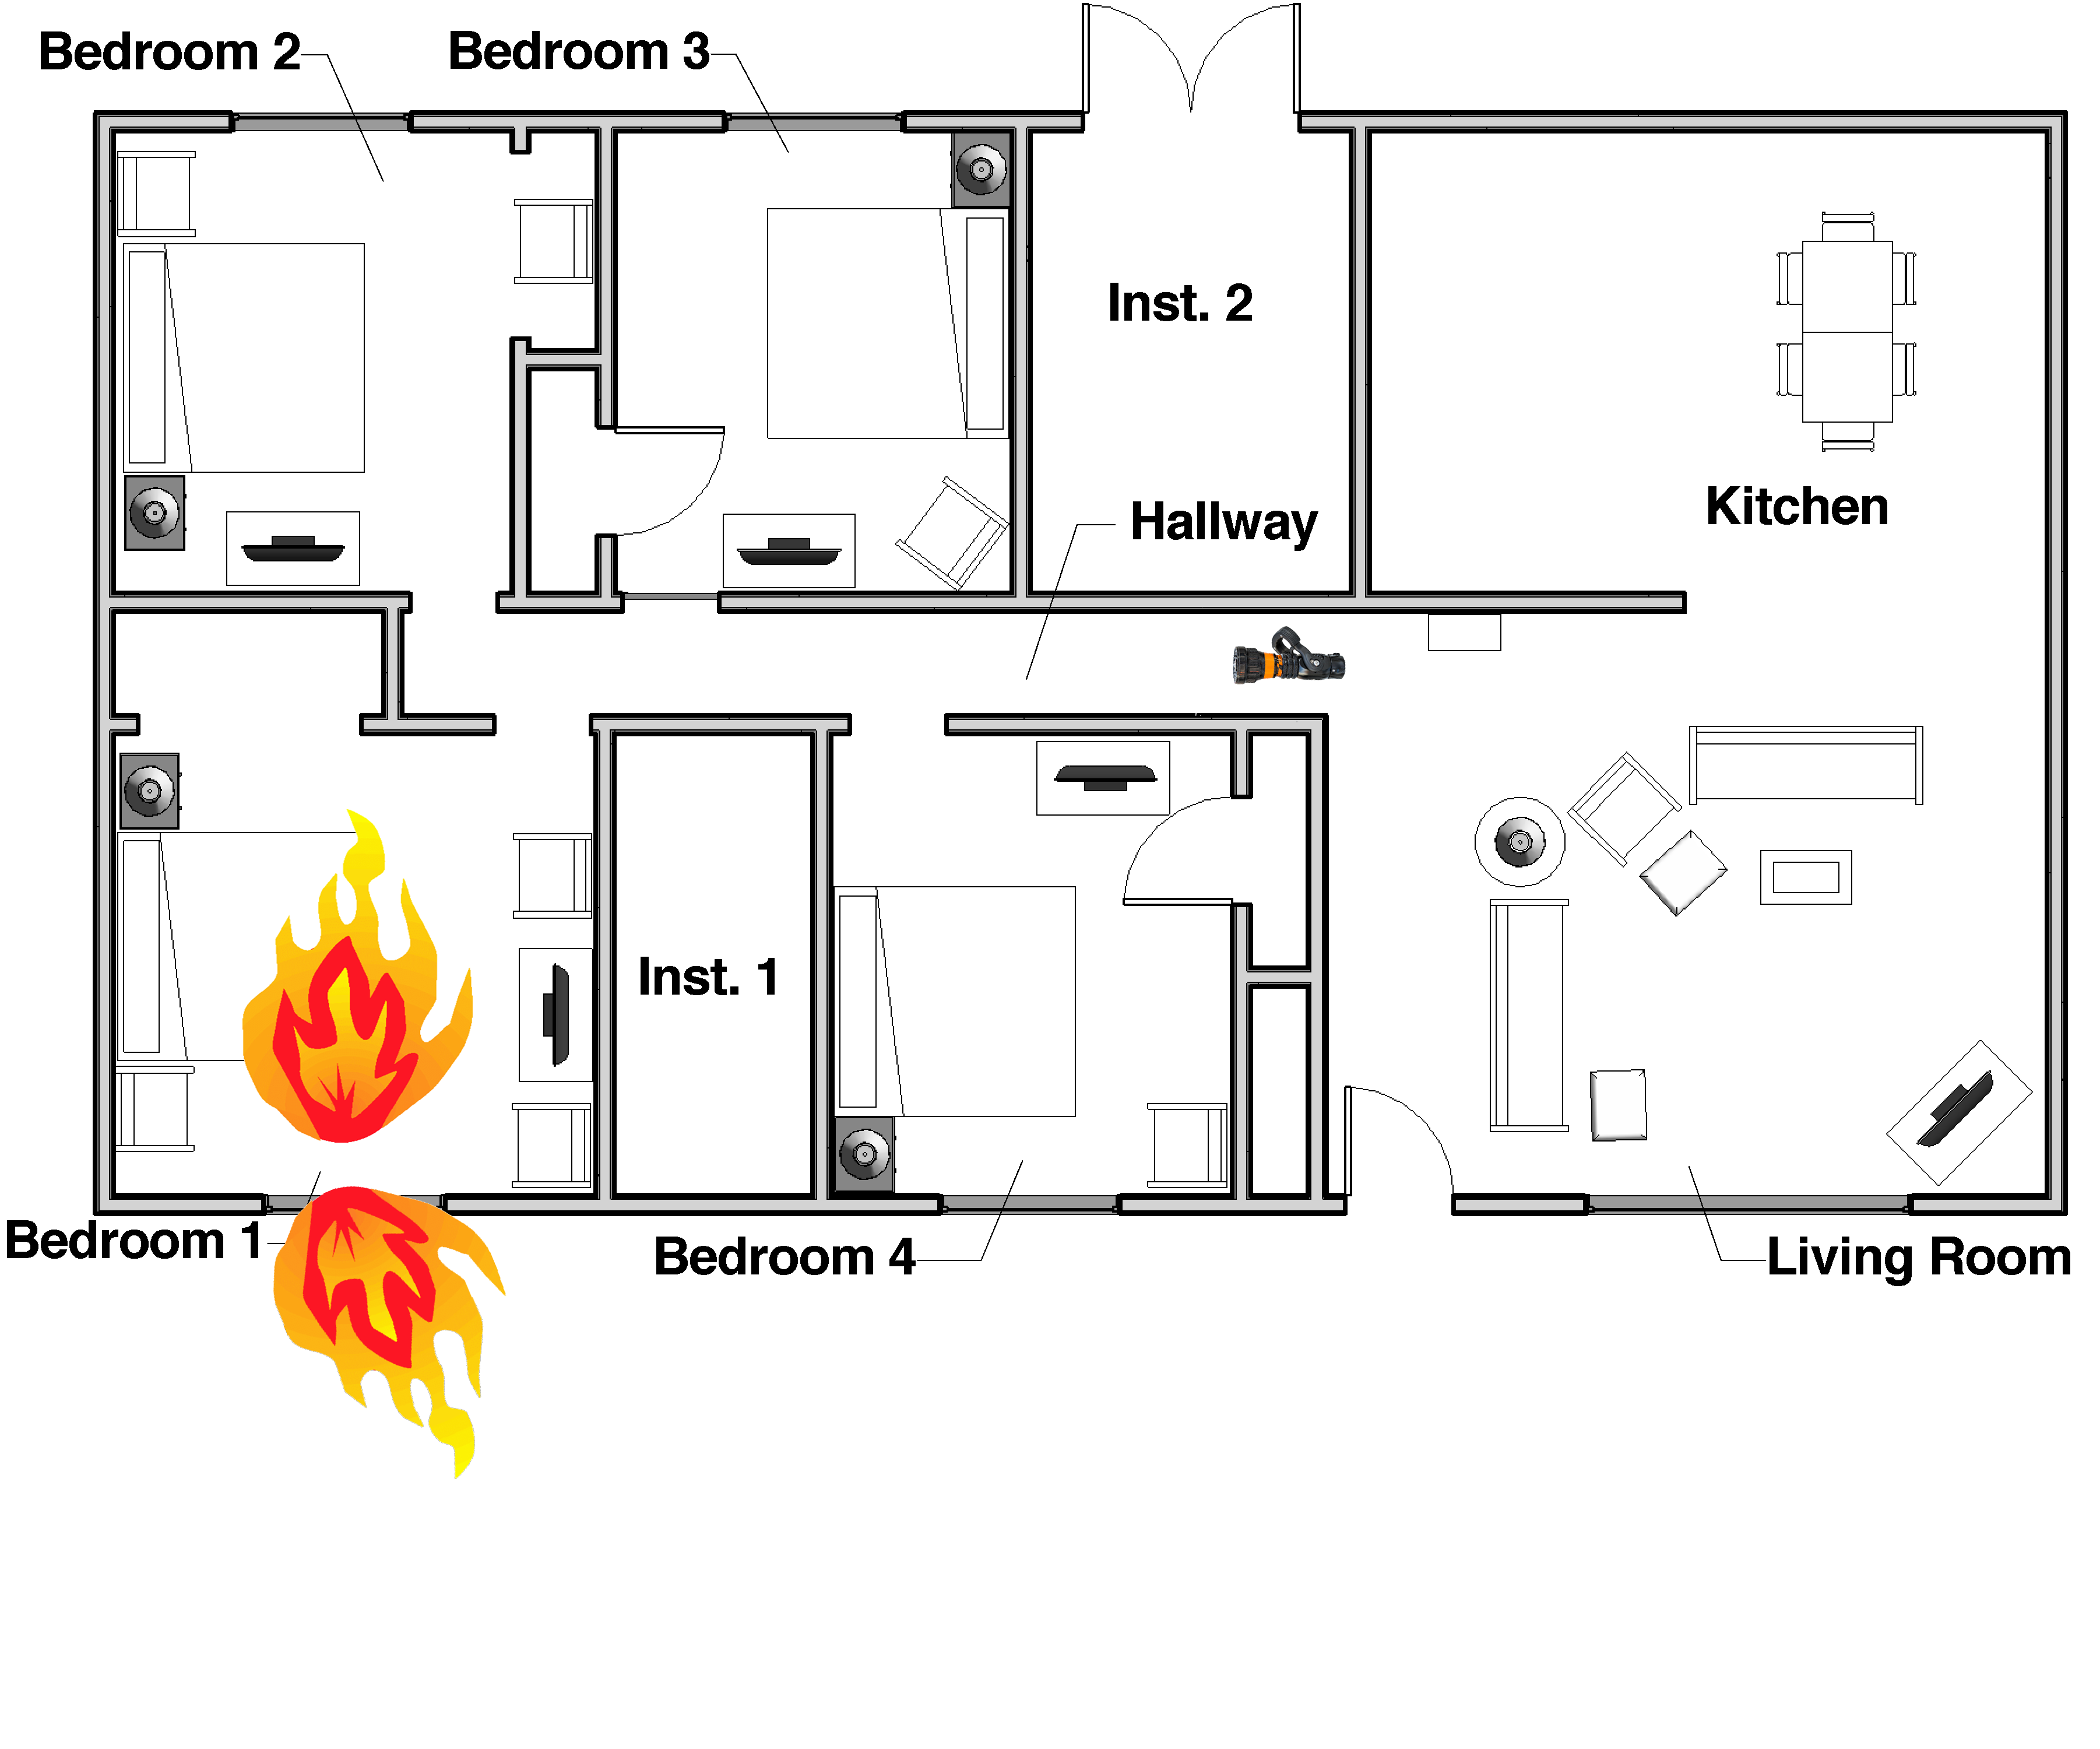 Bedroom 2
Bedroom 3
Inst. 2
Hallway
Kitchen
Inst. 1
Bedroom 1
Bedroom 4
Living Room